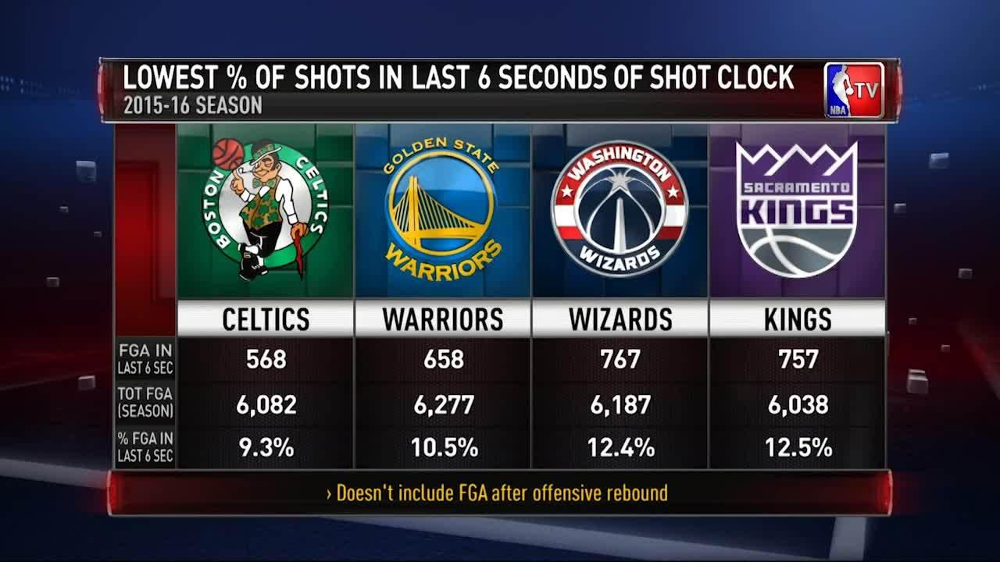 LOWEST % OF SHOTS IN LAST 6 SECONDS OF SHOT CLOCK
2015-16 SEASON
NBA TV
BOSTON CELTICS
GOLDEN STATE WARRIORS
WASHINGTON WIZARDS
SACRAMENTO KINGS
CELTICS WARRIORS WIZARDS KINGS
FGA IN LAST 6 SEC 568 658 767 757
TOT FGA (SEASON) 6,082 6,277 6,187 6,038
% FGA IN LAST 6 SEC 9.3% 10.5% 12.4% 12.5%
› Doesn't include FGA after offensive rebound